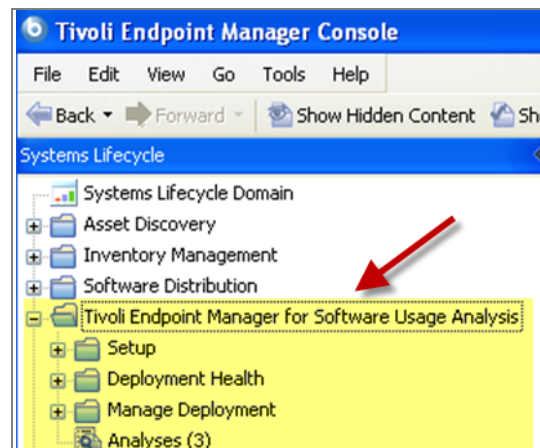 Tivoli Endpoint Manager Console
File Edit View Go Tools Help
Back Forward Show Hidden Content Sh
Systems Lifecycle
Systems Lifecycle Domain
Asset Discovery
Inventory Management
Software Distribution
Tivoli Endpoint Manager for Software Usage Analysis
Setup
Deployment Health
Manage Deployment
Analyses (3)